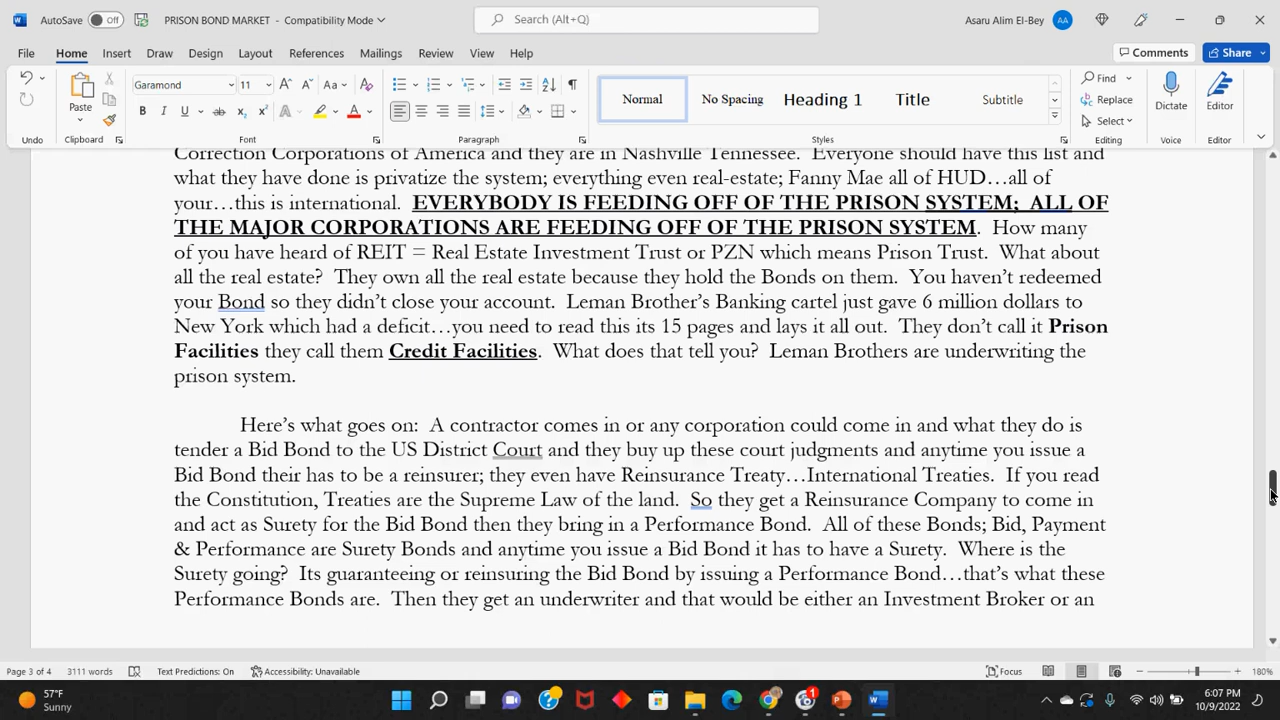 AutoSave Off PRISON BOND MARKET - Compatibility Mode Search (Alt+Q) Asaru Alim El-Bey AA
File Home Insert Draw Design Layout References Mailings Review View Help Comments Share
Garamond 11 A A Aa Find
Paste Normal No Spacing Heading 1 Title Subtitle Replace Dictate Editor
B I U ab x₂ x² A A Select
Undo Clipboard Font Paragraph Styles Editing Voice Editor
Correction Corporations of America and they are in Nashville Tennessee. Everyone should have this list and
what they have done is privatize the system; everything even real-estate; Fanny Mae all of HUD…all of
your…this is international. EVERYBODY IS FEEDING OFF OF THE PRISON SYSTEM; ALL OF
THE MAJOR CORPORATIONS ARE FEEDING OFF OF THE PRISON SYSTEM. How many
of you have heard of REIT = Real Estate Investment Trust or PZN which means Prison Trust. What about
all the real estate? They own all the real estate because they hold the Bonds on them. You haven't redeemed
your Bond so they didn't close your account. Leman Brother's Banking cartel just gave 6 million dollars to
New York which had a deficit…you need to read this its 15 pages and lays it all out. They don't call it Prison
Facilities they call them Credit Facilities. What does that tell you? Leman Brothers are underwriting the
prison system.
Here's what goes on: A contractor comes in or any corporation could come in and what they do is
tender a Bid Bond to the US District Court and they buy up these court judgments and anytime you issue a
Bid Bond their has to be a reinsurer; they even have Reinsurance Treaty…International Treaties. If you read
the Constitution, Treaties are the Supreme Law of the land. So they get a Reinsurance Company to come in
and act as Surety for the Bid Bond then they bring in a Performance Bond. All of these Bonds; Bid, Payment
& Performance are Surety Bonds and anytime you issue a Bid Bond it has to have a Surety. Where is the
Surety going? Its guaranteeing or reinsuring the Bid Bond by issuing a Performance Bond…that's what these
Performance Bonds are. Then they get an underwriter and that would be either an Investment Broker or an
Page 3 of 4 3111 words Text Predictions: On Accessibility: Unavailable Focus 180%
57°F
Sunny
6:07 PM
10/9/2022